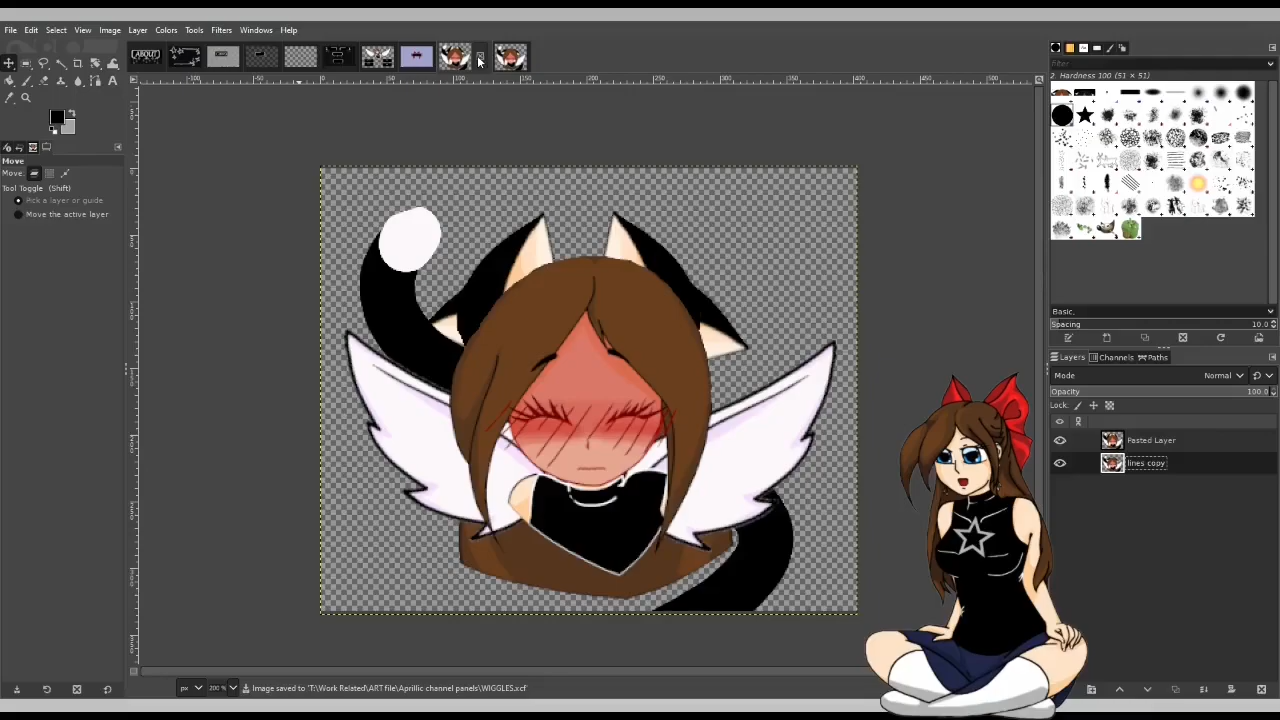 File Edit Select View Image Layer Colors Tools Filters Windows Help
ABOUT
Filter
2. Hardness 100 (51 × 51)
Move
Move:
Tool Toggle (Shift)
Pick a layer or guide
Move the active layer
Basic,
Spacing 10.0
Layers Channels Paths
Mode Normal
Opacity 100.0
Lock:
Pasted Layer
lines copy
px 200 % Image saved to 'T:\Work Related\ART file\Aprillic channel panels\WIGGLES.xcf'